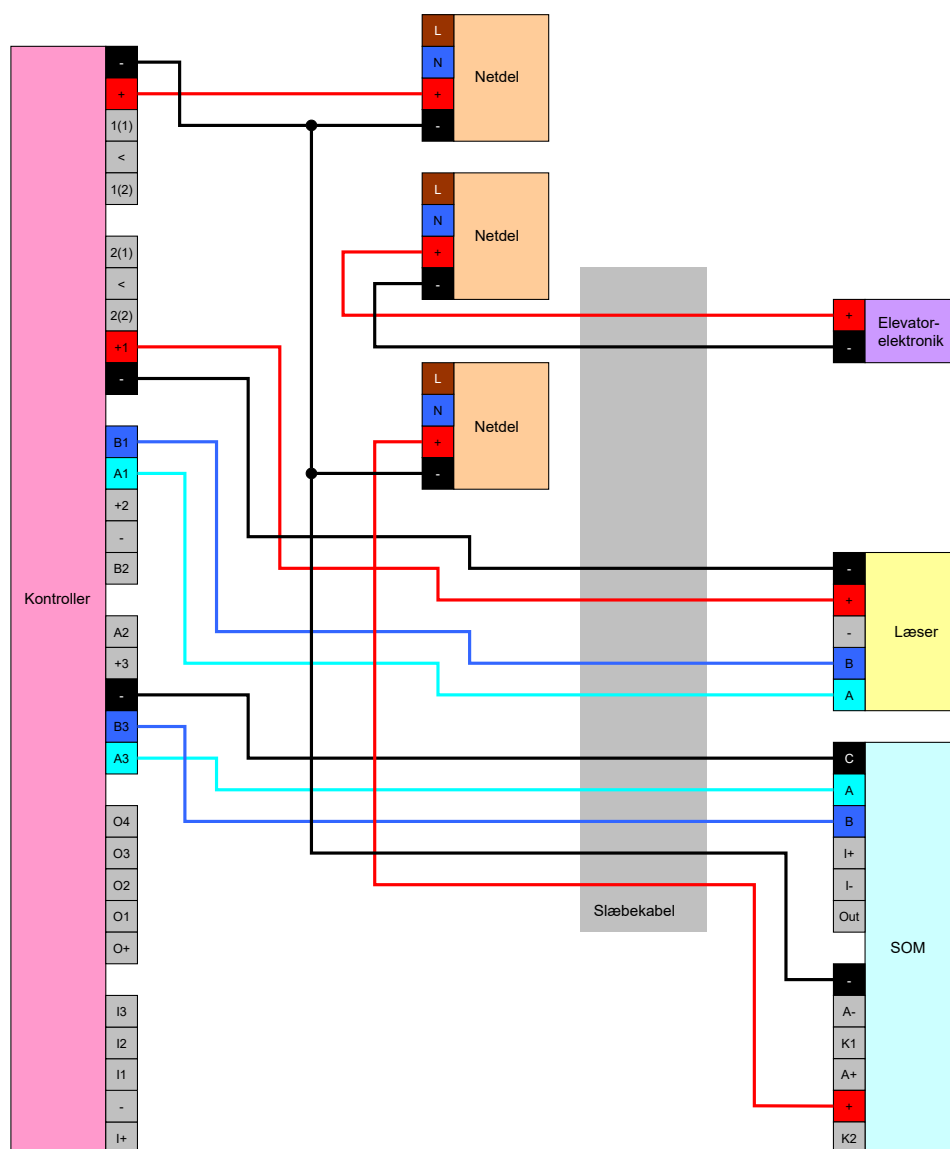 Kontroller
-
+
1(1)
<
1(2)
2(1)
<
2(2)
+1
-
B1
A1
+2
-
B2
A2
+3
-
B3
A3
O4
O3
O2
O1
O+
I3
I2
I1
-
I+
L
N
+
-
Netdel
L
N
+
-
Netdel
L
N
+
-
Netdel
Slæbekabel
+
-
Elevator-
elektronik
-
+
-
B
A
Læser
C
A
B
I+
I-
Out
-
A-
K1
A+
+
K2
SOM